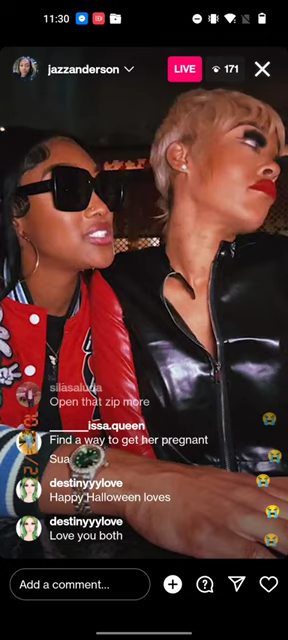 11:30
jazzanderson
LIVE
171
silasaluda
Open that zip more
______issa.queen
Find a way to get her pregnant
Sua
destinyyylove
Happy Halloween loves
destinyyylove
Love you both
Add a comment...